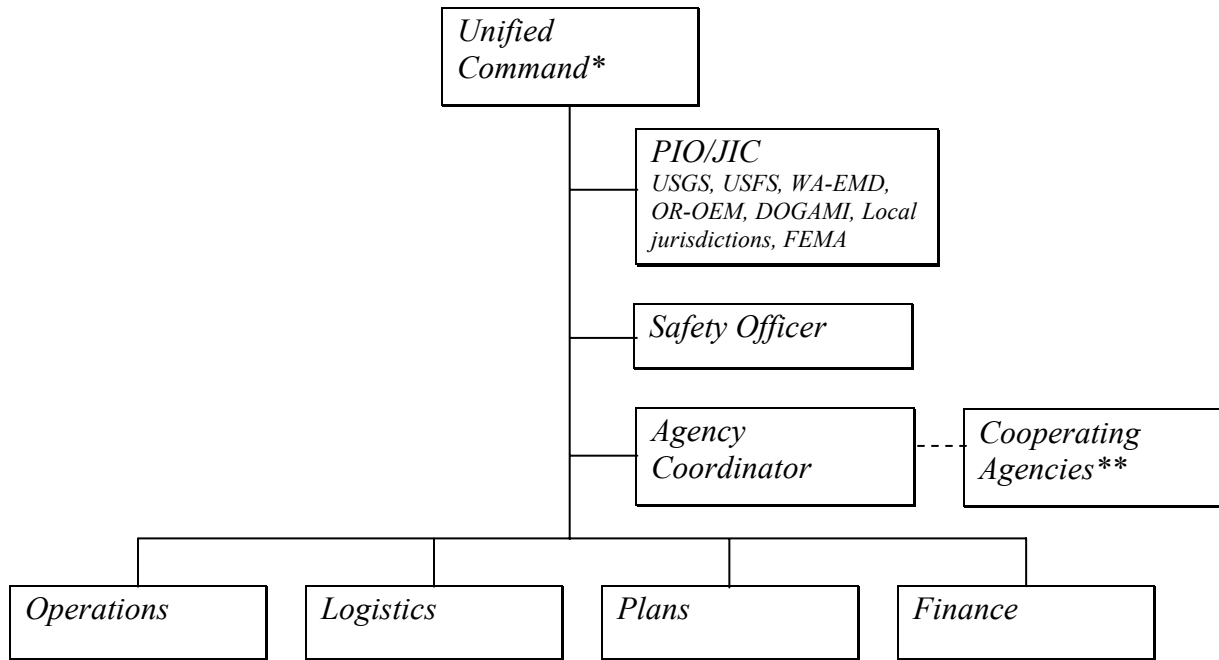 Unified
Command*
PIO/JIC
USGS, USFS, WA-EMD,
OR-OEM, DOGAMI, Local
jurisdictions, FEMA
Safety Officer
Agency
Coordinator
Cooperating
Agencies**
Operations
Logistics
Plans
Finance